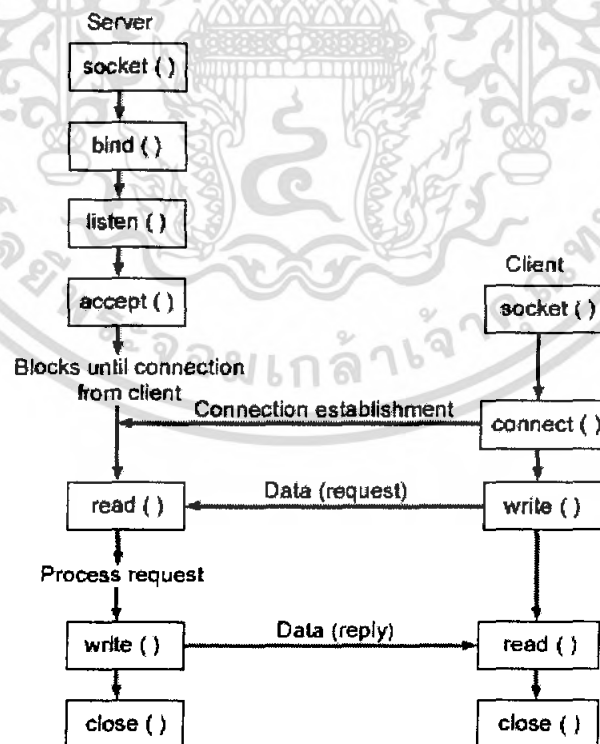 Server
socket ( )
bind ( )
listen ( )
accept ( )
Blocks until connection
from client
Client
socket ( )
Connection establishment
connect ( )
read ( )
Data (request)
write ( )
Process request
write ( )
Data (reply)
read ( )
close ( )
close ( )